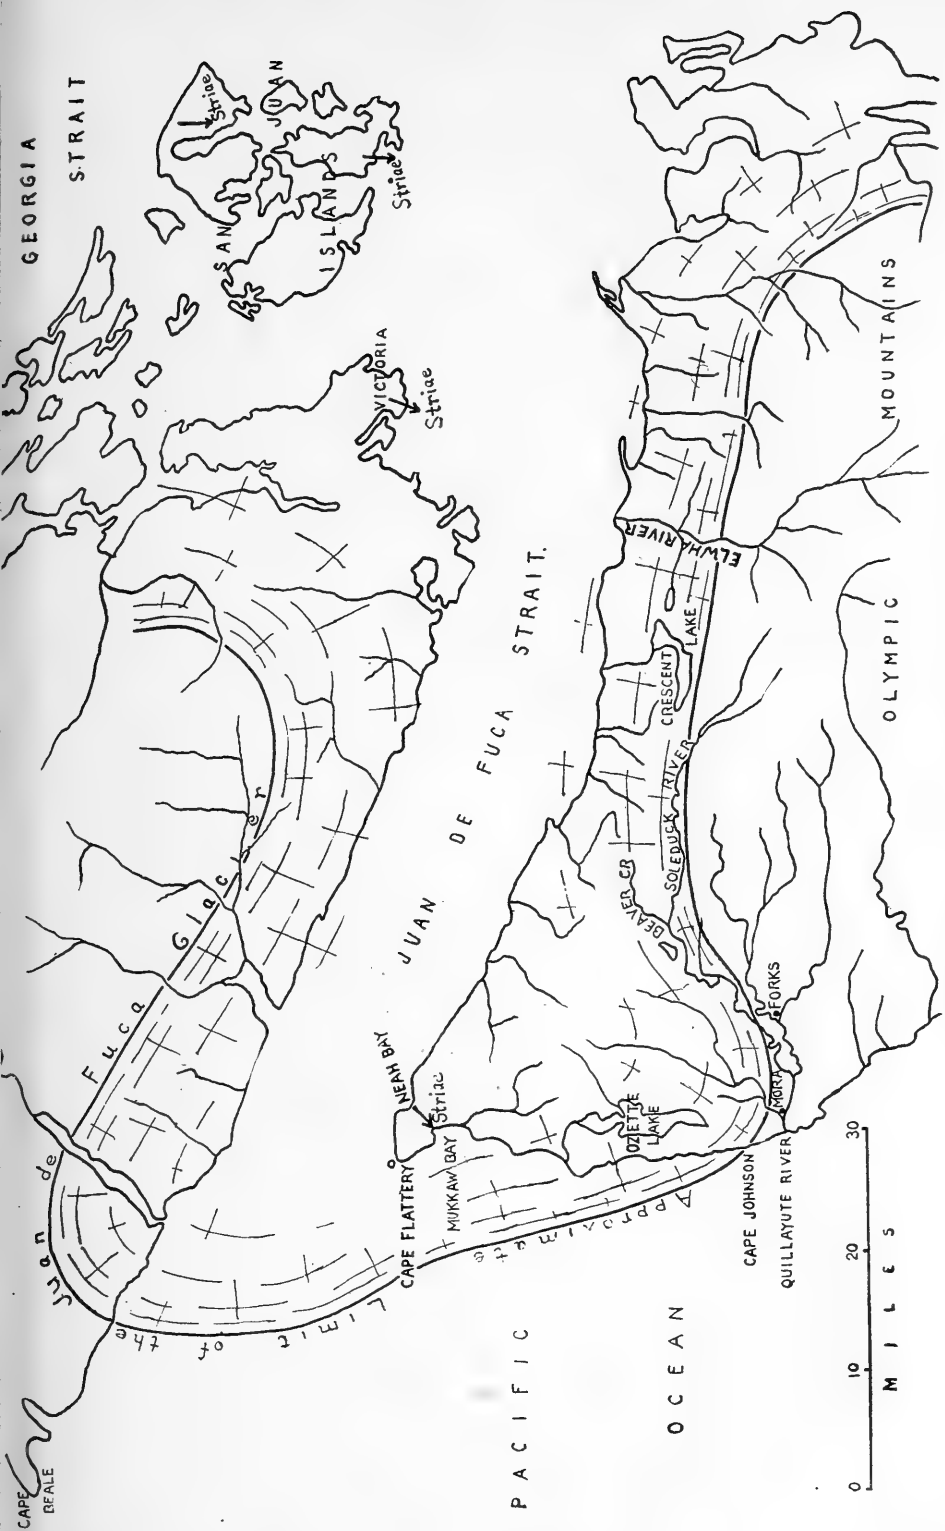 GEORGIA
STRAIT
SAN
JUAN
ISLANDS
Striae
Striae
VICTORIA
Striae
CAPE
BEALE
Approximate Limit of the Juan de Fuca Glacier
JUAN DE FUCA STRAIT.
NEAH BAY
Striae
CAPE FLATTERY
MUKKAW BAY
OZETTE
LAKE
BEAVER CR
SOLEDUCK RIVER
CRESCENT
LAKE
ELWHA RIVER
MORA
FORKS
CAPE JOHNSON
QUILLAYUTE RIVER
OLYMPIC MOUNTAINS
PACIFIC
OCEAN
0 10 20 30
MILES